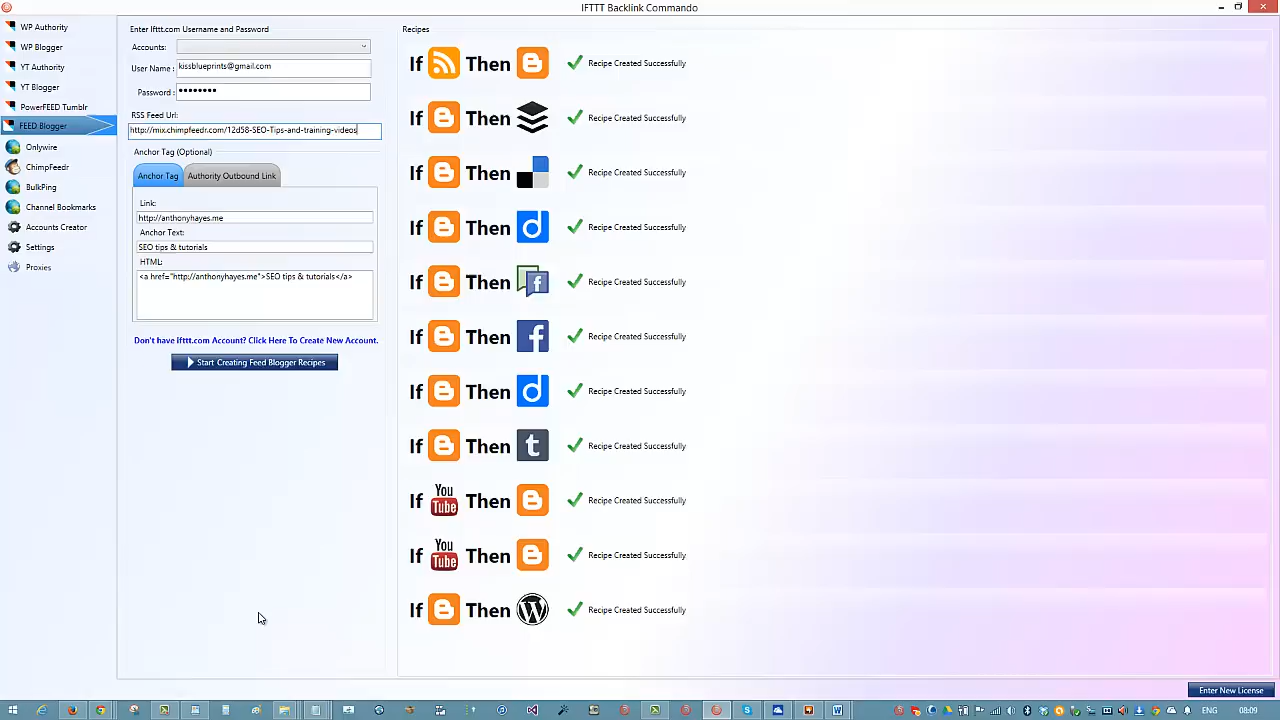 IFTTT Backlink Commando
WP Authority
WP Blogger
YT Authority
YT Blogger
PowerFEED Tumblr
FEED Blogger
Onlywire
ChimpFeedr
BulkPing
Channel Bookmarks
Accounts Creator
Settings
Proxies
Enter Ifttt.com Username and Password
Accounts:
User Name : kissblueprints@gmail.com
Password : ••••••••
RSS Feed Url:
http://mix.chimpfeedr.com/12d58-SEO-Tips-and-training-videos
Anchor Tag (Optional)
Anchor Tag
Authority Outbound Link
Link:
http://anthonyhayes.me
Anchor Text:
SEO tips & tutorials
HTML:
<a href="http://anthonyhayes.me">SEO tips & tutorials</a>
Don't have ifttt.com Account? Click Here To Create New Account.
Start Creating Feed Blogger Recipes
Recipes
If Then Recipe Created Successfully
If Then Recipe Created Successfully
If Then Recipe Created Successfully
If d Then Recipe Created Successfully
If Then f Recipe Created Successfully
If Then f Recipe Created Successfully
If Then d Recipe Created Successfully
If Then t Recipe Created Successfully
If You Tube Then Recipe Created Successfully
If You Tube Then Recipe Created Successfully
If Then W Recipe Created Successfully
Enter New License
ENG
08:09